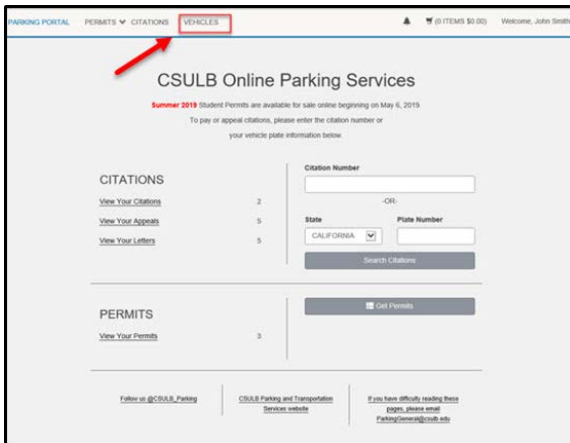 PARKING PORTAL PERMITS CITATIONS VEHICLES (0 ITEMS $0.00) Welcome, John Smith
CSULB Online Parking Services
Summer 2019 Student Permits are available for sale online beginning on May 6, 2019.
To pay or appeal citations, please enter the citation number or
your vehicle plate information below.
CITATIONS
View Your Citations 2
View Your Appeals 5
View Your Letters 5
Citation Number
-OR-
State Plate Number
CALIFORNIA
Search Citations
PERMITS
View Your Permits 3
Get Permits
Follow us @CSULB_Parking
CSULB Parking and Transportation
Services website
If you have difficulty reading these
pages, please email
ParkingGeneral@csulb.edu